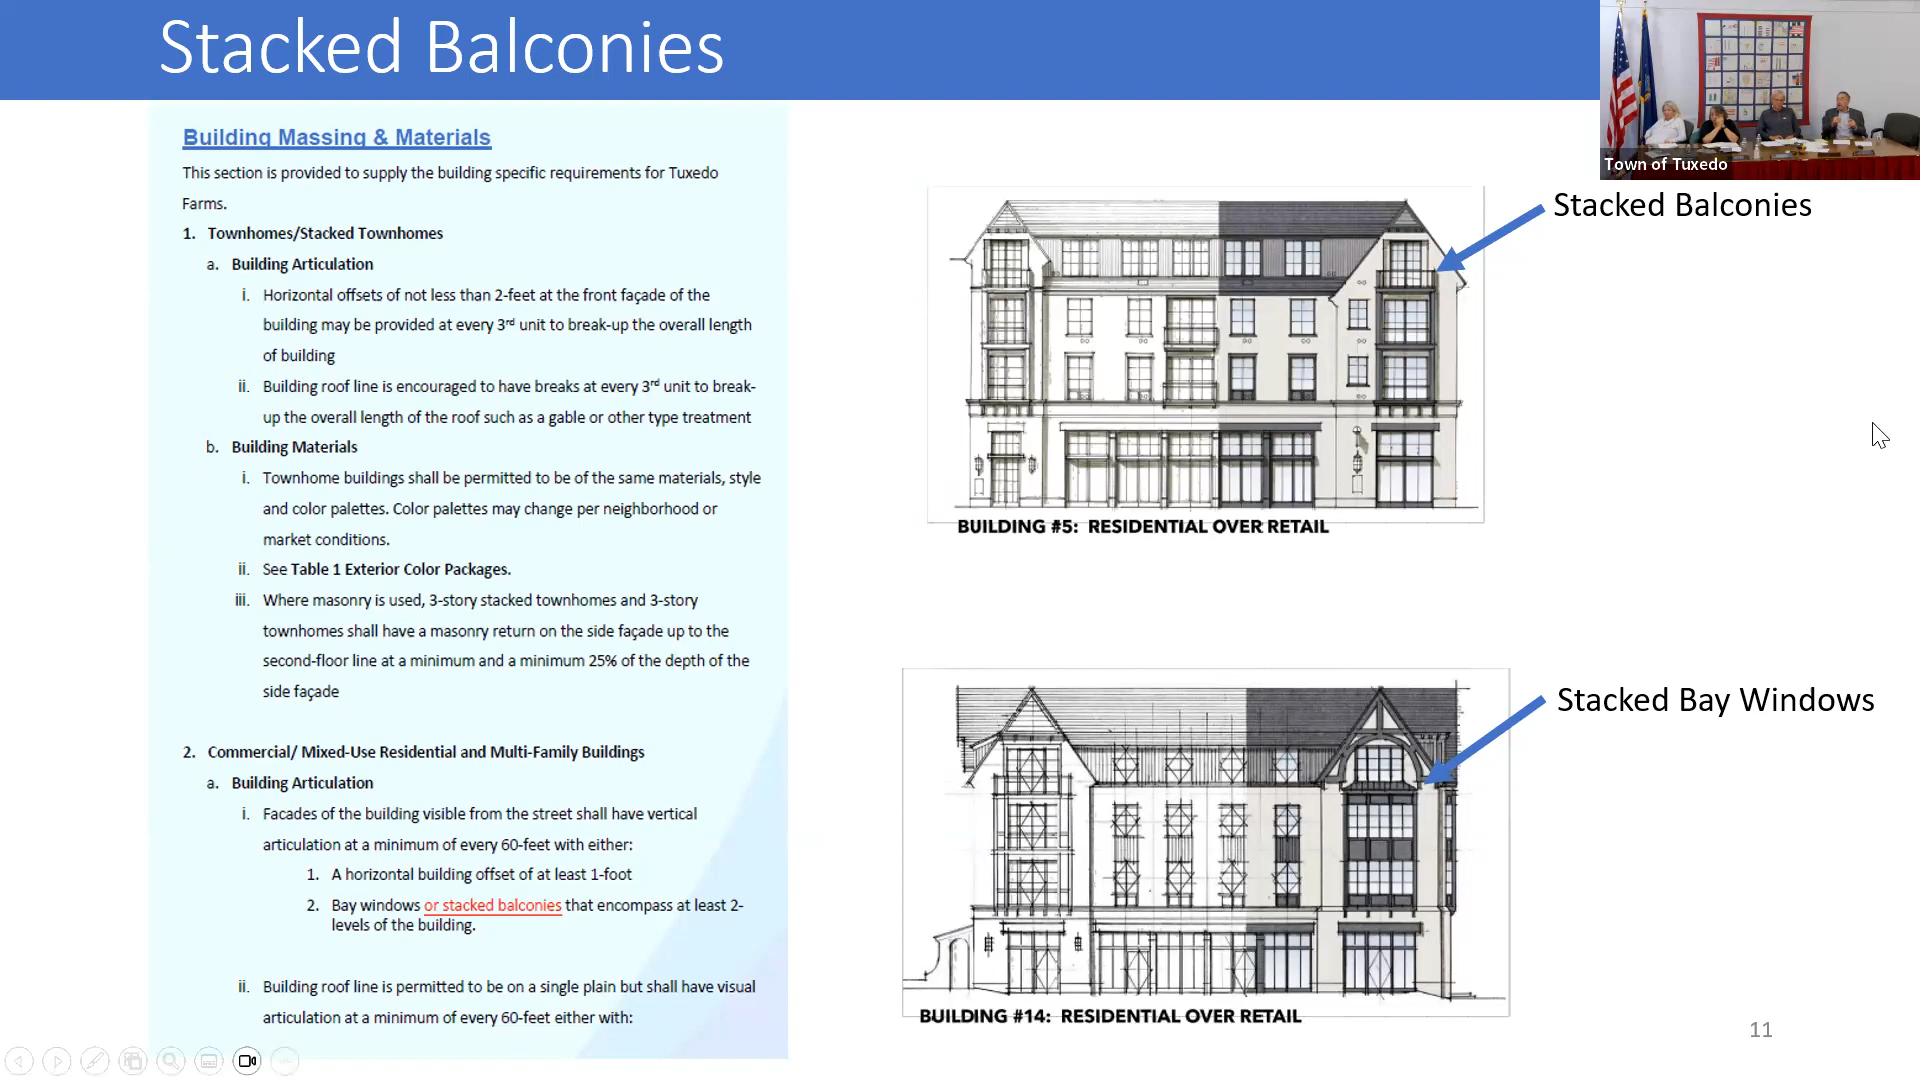 Stacked Balconies
Town of Tuxedo
Building Massing & Materials
This section is provided to supply the building specific requirements for Tuxedo
Farms.
1. Townhomes/Stacked Townhomes
a. Building Articulation
i. Horizontal offsets of not less than 2-feet at the front façade of the
building may be provided at every 3rd unit to break-up the overall length
of building
ii. Building roof line is encouraged to have breaks at every 3rd unit to break-
up the overall length of the roof such as a gable or other type treatment
b. Building Materials
i. Townhome buildings shall be permitted to be of the same materials, style
and color palettes. Color palettes may change per neighborhood or
market conditions.
ii. See Table 1 Exterior Color Packages.
iii. Where masonry is used, 3-story stacked townhomes and 3-story
townhomes shall have a masonry return on the side façade up to the
second-floor line at a minimum and a minimum 25% of the depth of the
side façade
2. Commercial/ Mixed-Use Residential and Multi-Family Buildings
a. Building Articulation
i. Facades of the building visible from the street shall have vertical
articulation at a minimum of every 60-feet with either:
1. A horizontal building offset of at least 1-foot
2. Bay windows or stacked balconies that encompass at least 2-
levels of the building.
ii. Building roof line is permitted to be on a single plain but shall have visual
articulation at a minimum of every 60-feet either with:
Stacked Balconies
BUILDING #5: RESIDENTIAL OVER RETAIL
Stacked Bay Windows
BUILDING #14: RESIDENTIAL OVER RETAIL
11